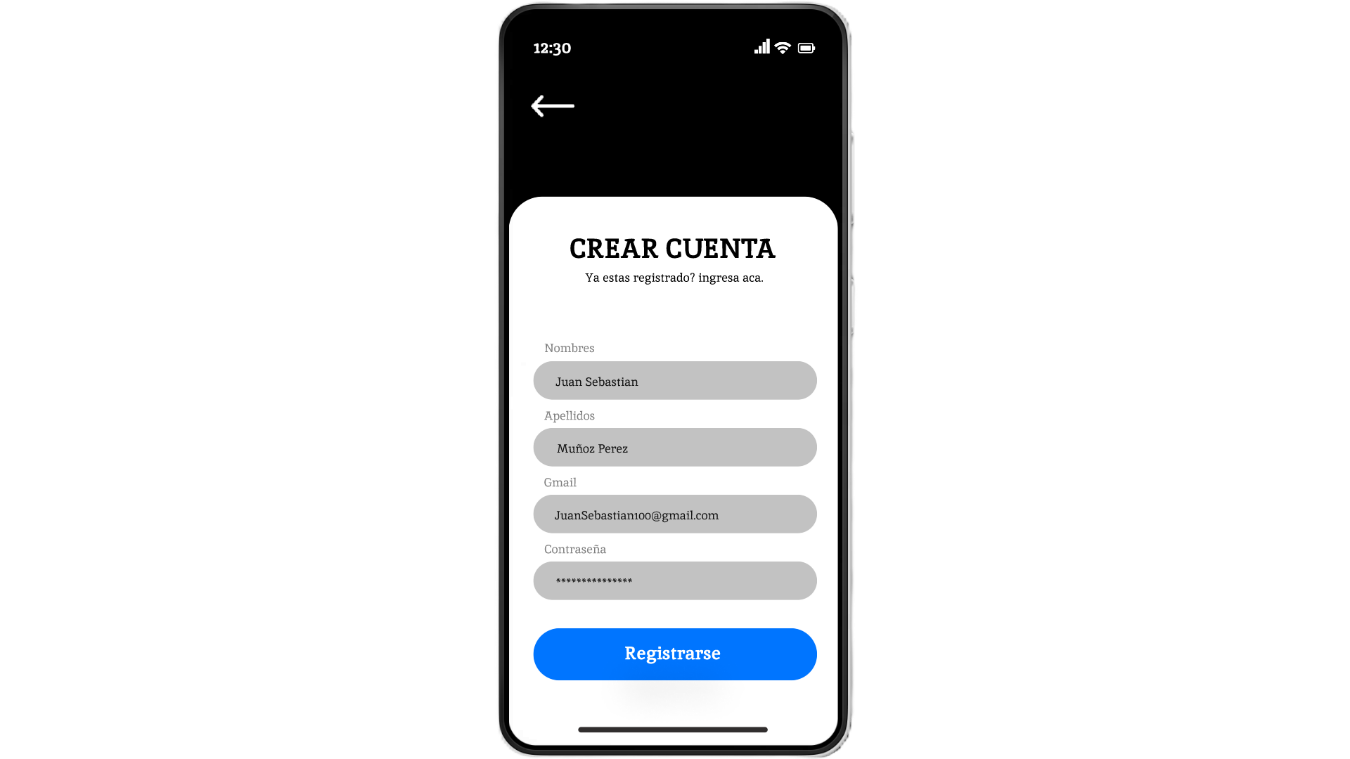 12:30
CREAR CUENTA
Ya estas registrado? ingresa aca.
Nombres
Juan Sebastian
Apellidos
Muñoz Perez
Gmail
JuanSebastian100@gmail.com
Contraseña
***************
Registrarse